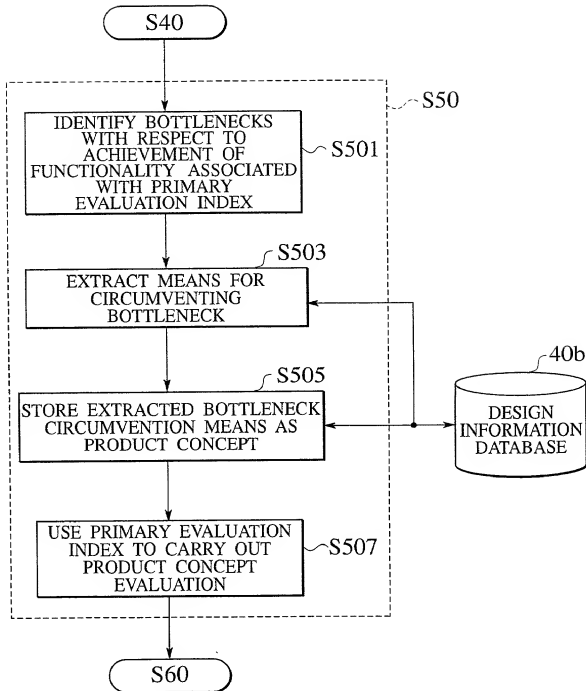 S40
S50
IDENTIFY BOTTLENECKS
WITH RESPECT TO
ACHIEVEMENT OF
FUNCTIONALITY ASSOCIATED
WITH PRIMARY
EVALUATION INDEX
S501
S503
EXTRACT MEANS FOR
CIRCUMVENTING
BOTTLENECK
S505
STORE EXTRACTED BOTTLENECK
CIRCUMVENTION MEANS AS
PRODUCT CONCEPT
40b
DESIGN
INFORMATION
DATABASE
USE PRIMARY EVALUATION
INDEX TO CARRY OUT
PRODUCT CONCEPT
EVALUATION
S507
S60